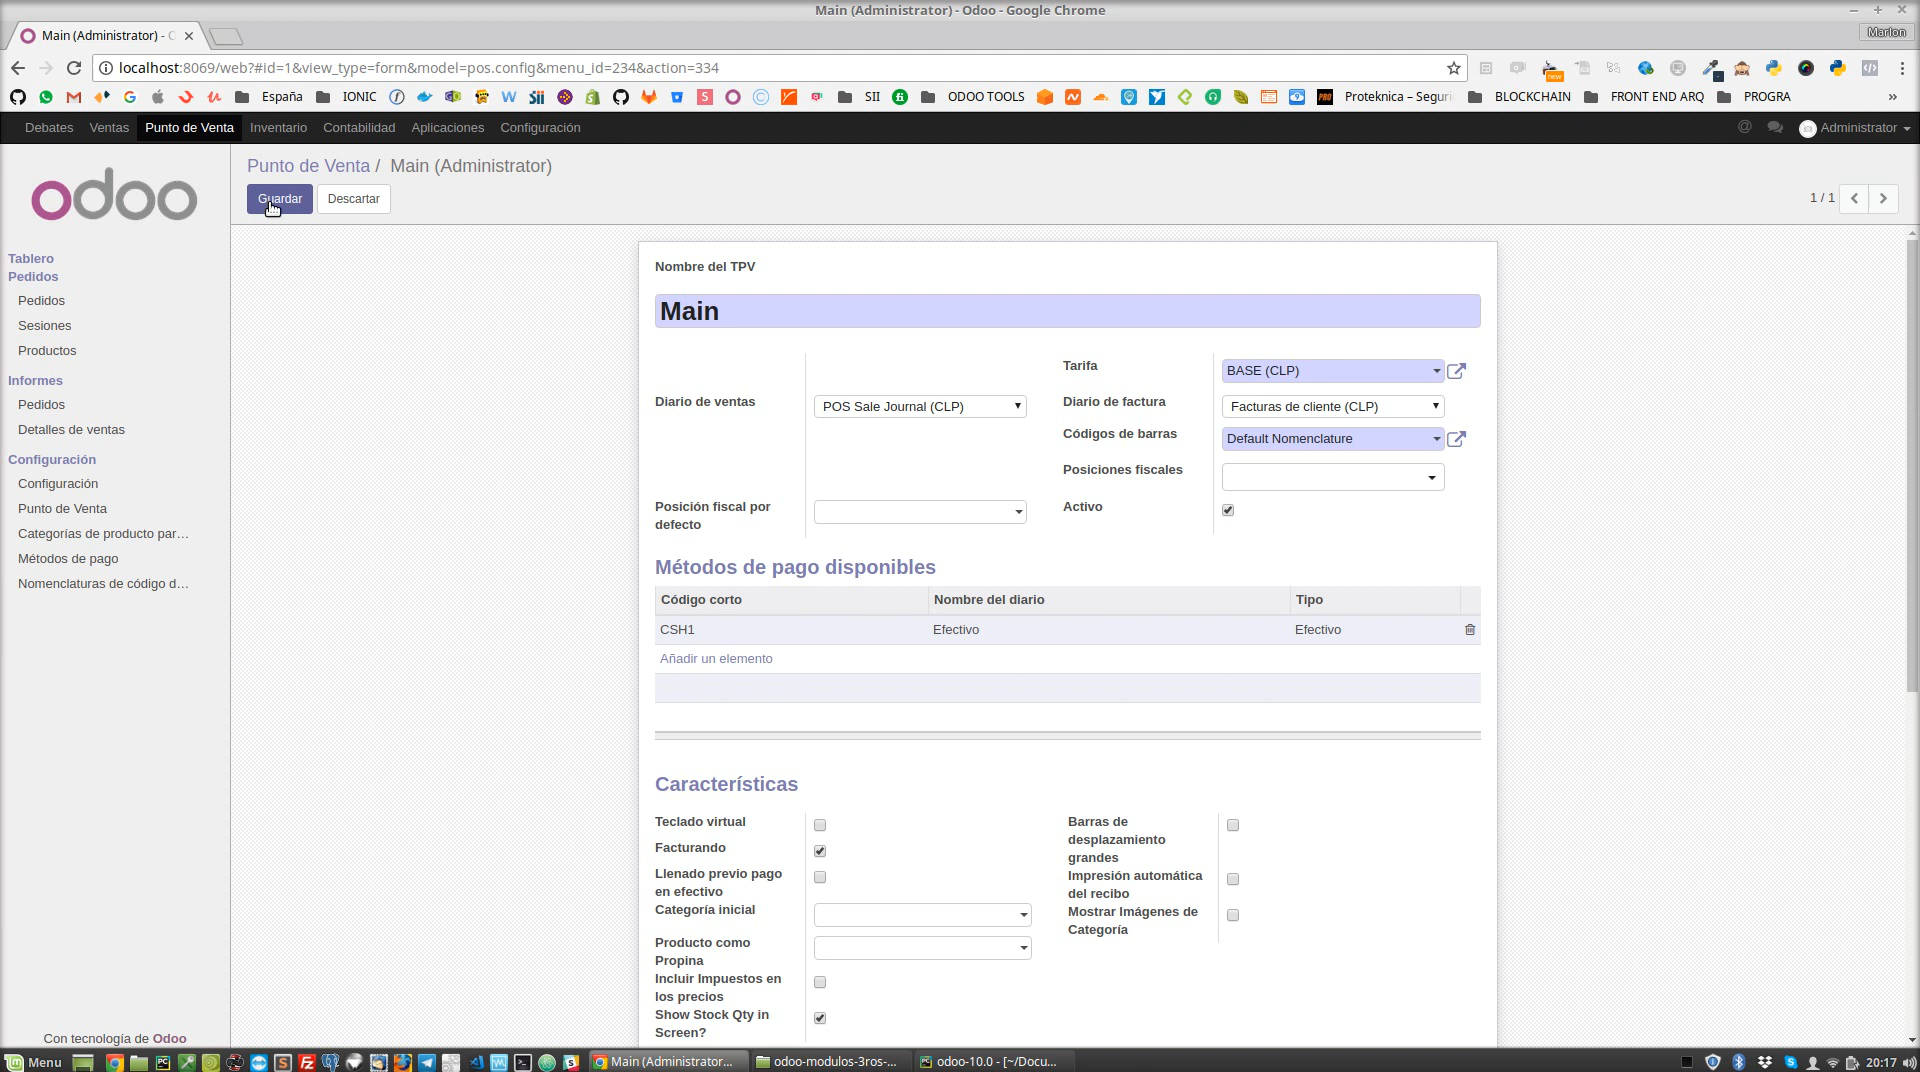 Main (Administrator) - Odoo - Google Chrome
Main (Administrator) - O
Marlon
localhost:8069/web?#id=1&view_type=form&model=pos.config&menu_id=234&action=334
new
España
IONIC
SII
ODOO TOOLS
Proteknica – Seguri
BLOCKCHAIN
FRONT END ARQ
PROGRA
Debates
Ventas
Punto de Venta
Inventario
Contabilidad
Aplicaciones
Configuración
Administrator
Punto de Venta / Main (Administrator)
Guardar
Descartar
1 / 1
odoo
Tablero
Pedidos
Pedidos
Sesiones
Productos
Informes
Pedidos
Detalles de ventas
Configuración
Configuración
Punto de Venta
Categorías de producto par...
Métodos de pago
Nomenclaturas de código d...
Con tecnología de Odoo
Nombre del TPV
Main
Tarifa
BASE (CLP)
Diario de ventas
POS Sale Journal (CLP)
Diario de factura
Facturas de cliente (CLP)
Códigos de barras
Default Nomenclature
Posiciones fiscales
Posición fiscal por
defecto
Activo
Métodos de pago disponibles
Código corto
Nombre del diario
Tipo
CSH1
Efectivo
Efectivo
Añadir un elemento
Características
Teclado virtual
Facturando
Llenado previo pago
en efectivo
Categoría inicial
Producto como
Propina
Incluir Impuestos en
los precios
Show Stock Qty in
Screen?
Barras de
desplazamiento
grandes
Impresión automática
del recibo
Mostrar Imágenes de
Categoría
Menu
Main (Administrator...
odoo-modulos-3ros-...
odoo-10.0 - [~/Docu...
20:17